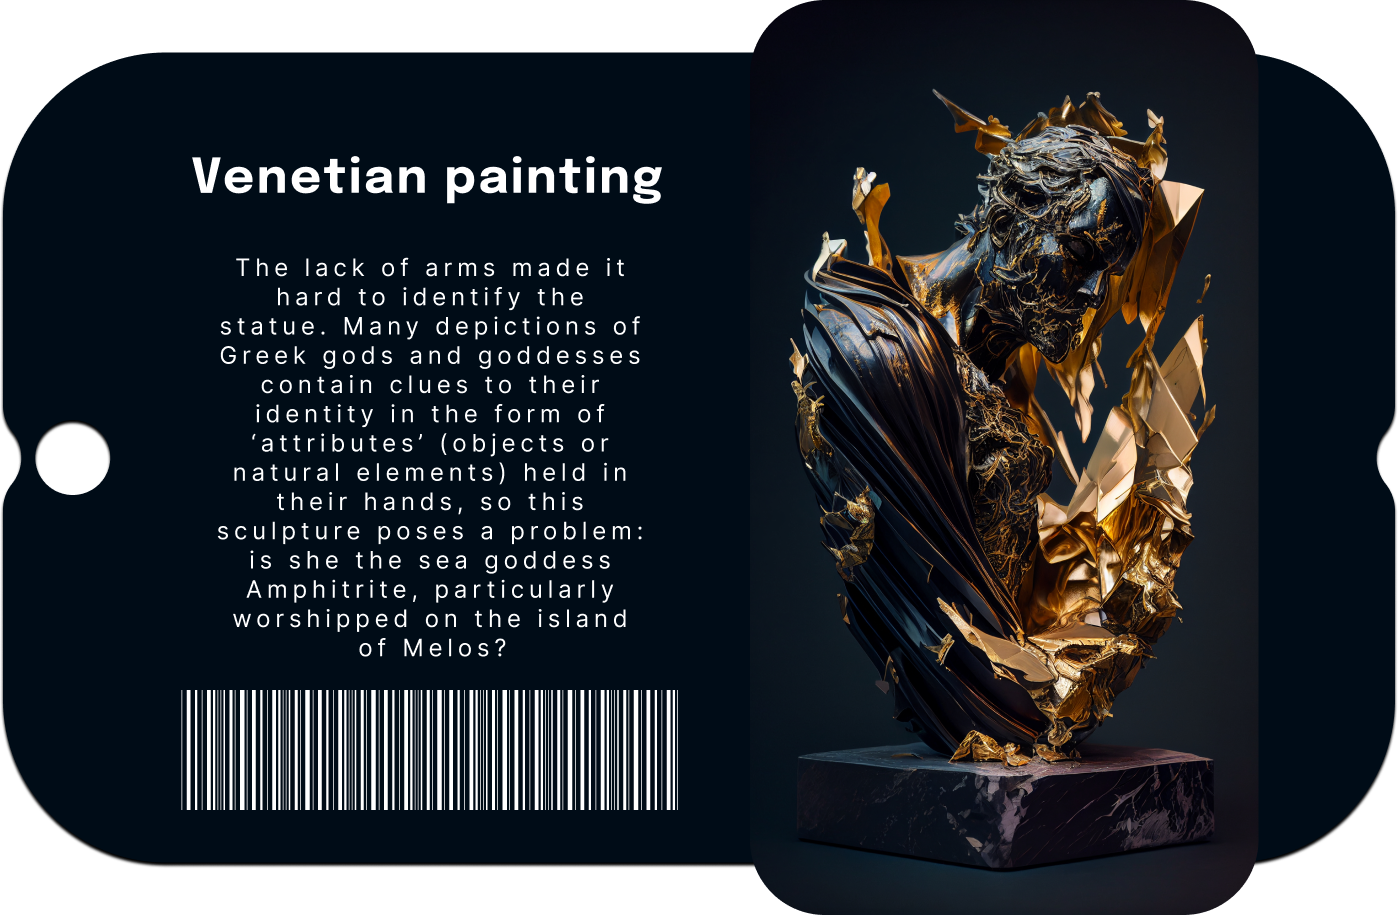 Venetian painting
The lack of arms made it
hard to identify the
statue. Many depictions of
Greek gods and goddesses
contain clues to their
identity in the form of
‘attributes’ (objects or
natural elements) held in
their hands, so this
sculpture poses a problem:
is she the sea goddess
Amphitrite, particularly
worshipped on the island
of Melos?